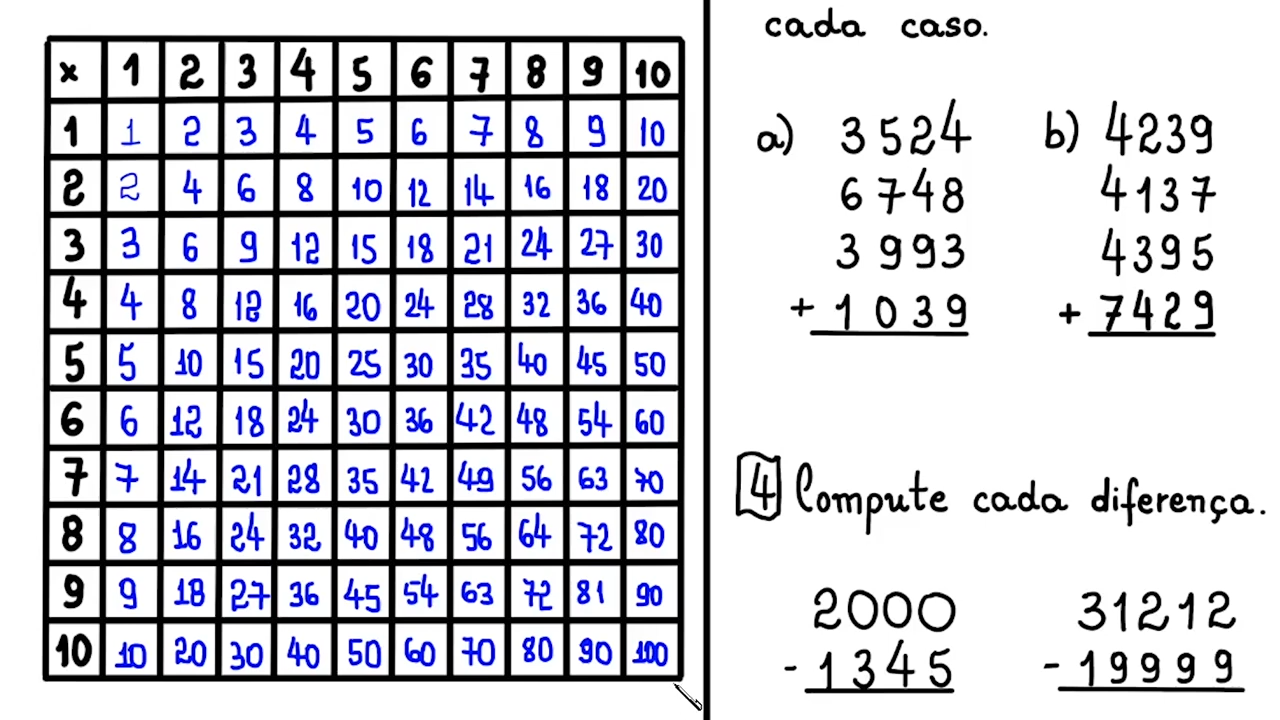 x 1 2 3 4 5 6 7 8 9 10
1 1 2 3 4 5 6 7 8 9 10
2 2 4 6 8 10 12 14 16 18 20
3 3 6 9 12 15 18 21 24 27 30
4 4 8 12 16 20 24 28 32 36 40
5 5 10 15 20 25 30 35 40 45 50
6 6 12 18 24 30 36 42 48 54 60
7 7 14 21 28 35 42 49 56 63 70
8 8 16 24 32 40 48 56 64 72 80
9 9 18 27 36 45 54 63 72 81 90
10 10 20 30 40 50 60 70 80 90 100
cada caso.
a) 3524
6748
3993
+ 1039
b) 4239
4137
4395
+ 7429
4 Compute cada diferença.
2000
- 1345
31212
- 19999